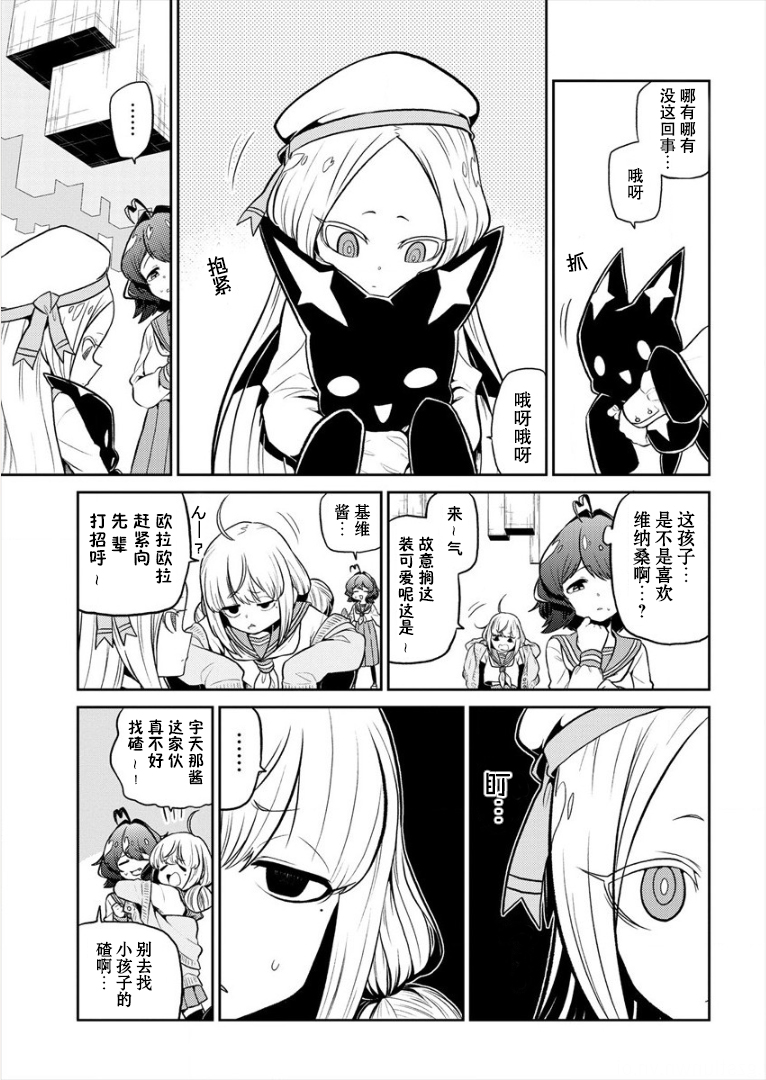 哪有哪有
没这回事…
哦呀
抓
抱紧
哦呀哦呀
……
这孩子…
是不是喜欢
维纳桑啊…?
来~气
故意搁这
装可爱呢这是~
基维
酱…
んー?
欧拉欧拉
赶紧向
先辈
打招呼~
盯…
……
宇天那酱
这家伙
真不好
找碴~!
别去找
小孩子的
碴啊…